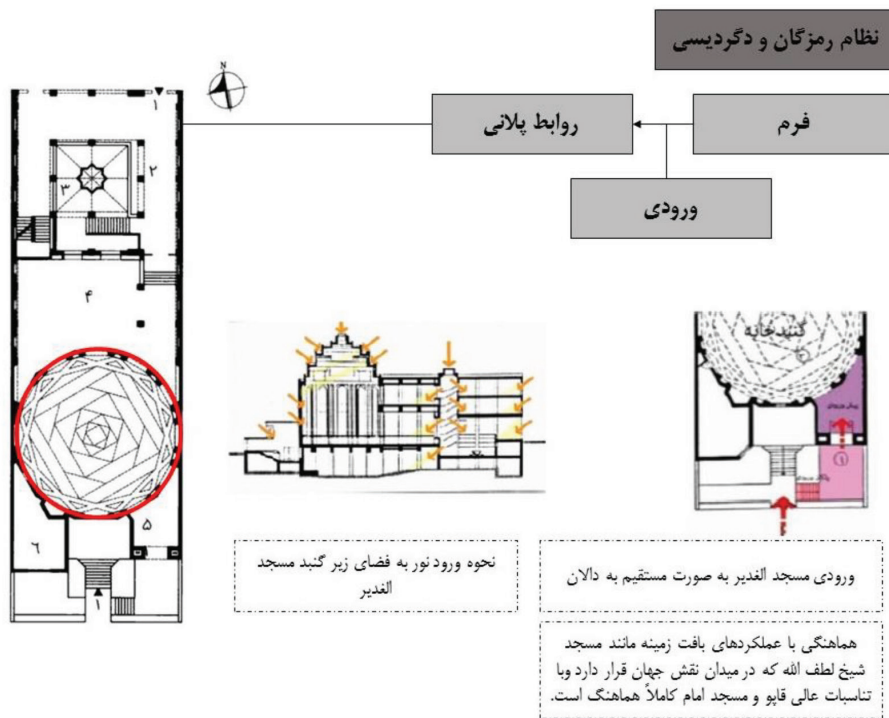 نظام رمزگان و دگردیسی
فرم
روابط پلانی
ورودی
N
۱
۲
۳
۴
۵
۶
۱
گنبدخانه
۱
نحوه ورود نور به فضای زیر گنبد مسجد
الغدیر
ورودی مسجد الغدیر به صورت مستقیم به دالان
هماهنگی با عملکردهای بافت زمینه مانند مسجد
شیخ لطف الله که در میدان نقش جهان قرار دارد وبا
تناسبات عالی قاپو و مسجد امام کاملاً هماهنگ است.